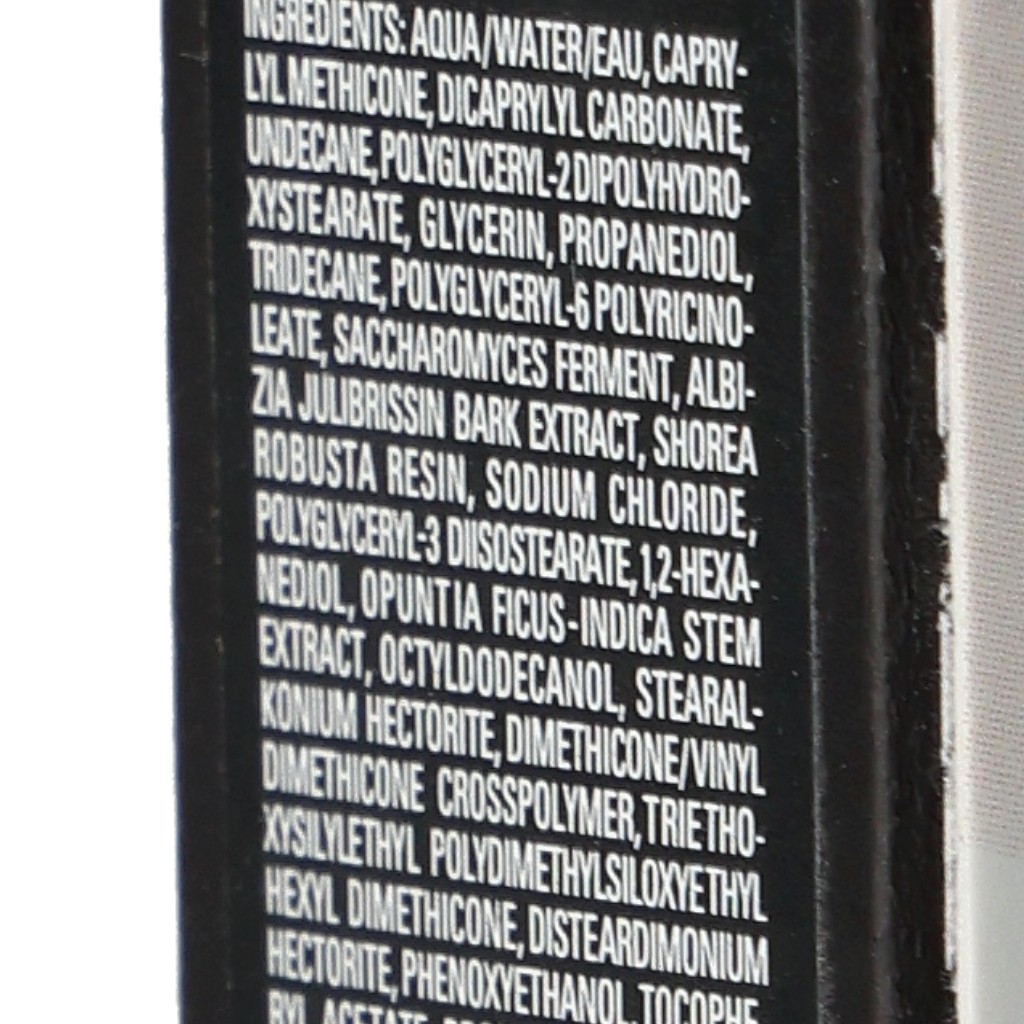 INGREDIENTS: AQUA/WATER/EAU, CAPRY-
LYL METHICONE, DICAPRYLYL CARBONATE,
UNDECANE, POLYGLYCERYL-2 DIPOLYHYDRO-
XYSTEARATE, GLYCERIN, PROPANEDIOL,
TRIDECANE, POLYGLYCERYL-6 POLYRICINO-
LEATE, SACCHAROMYCES FERMENT, ALBI-
ZIA JULIBRISSIN BARK EXTRACT, SHOREA
ROBUSTA RESIN, SODIUM CHLORIDE,
POLYGLYCERYL-3 DIISOSTEARATE, 1,2-HEXA-
NEDIOL, OPUNTIA FICUS-INDICA STEM
EXTRACT, OCTYLDODECANOL, STEARAL-
KONIUM HECTORITE, DIMETHICONE/VINYL
DIMETHICONE CROSSPOLYMER, TRIETHO-
XYSILYLETHYL POLYDIMETHYLSILOXYETHYL
HEXYL DIMETHICONE, DISTEARDIMONIUM
HECTORITE, PHENOXYETHANOL, TOCOPHE
RYL ACETATE,